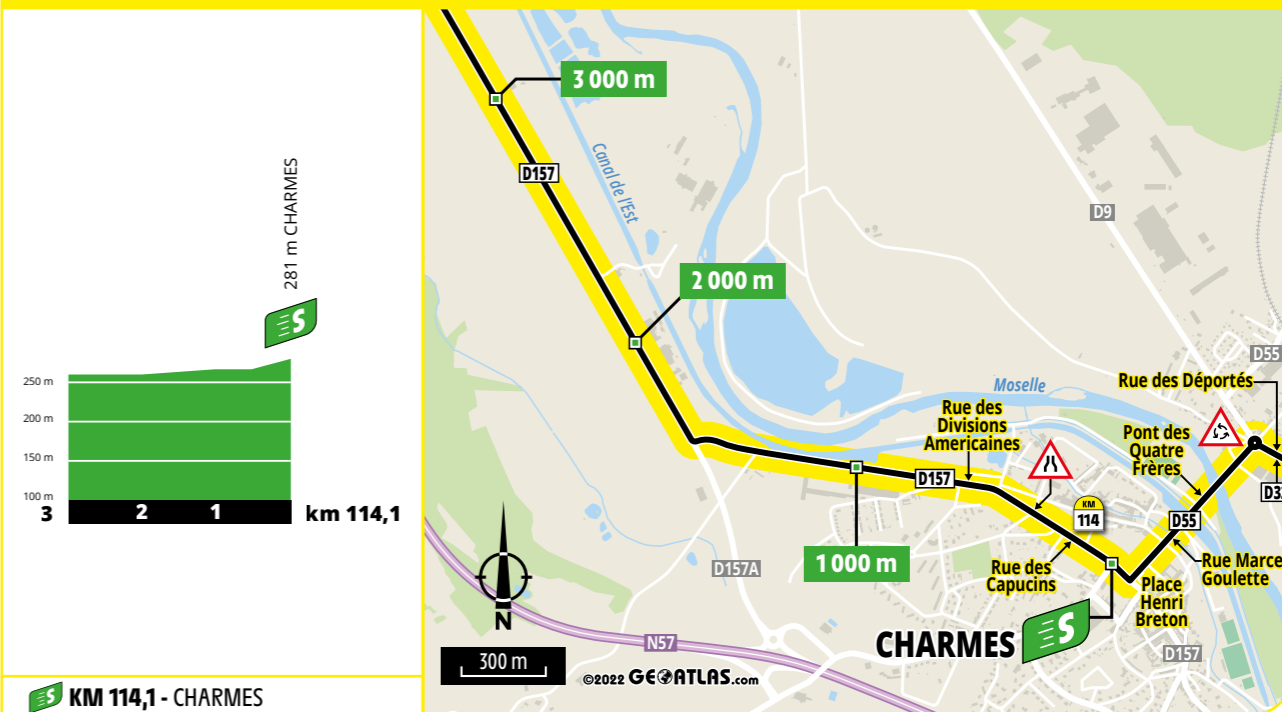 281 m CHARMES
S
250 m
200 m
150 m
100 m
3 2 1 km 114,1
S KM 114,1 - CHARMES
3 000 m
D157
Canal de l'Est
2 000 m
D9
D55
Moselle
Rue des Déportés
Rue des
Divisions
Americaines
Pont des
Quatre
Frères
D157
KM
114
D55
1 000 m
D157A
Rue des
Capucins
Rue Marce
Goulette
Place
Henri
Breton
CHARMES S
D157
N57
N
300 m
©2022 GEOATLAS.com